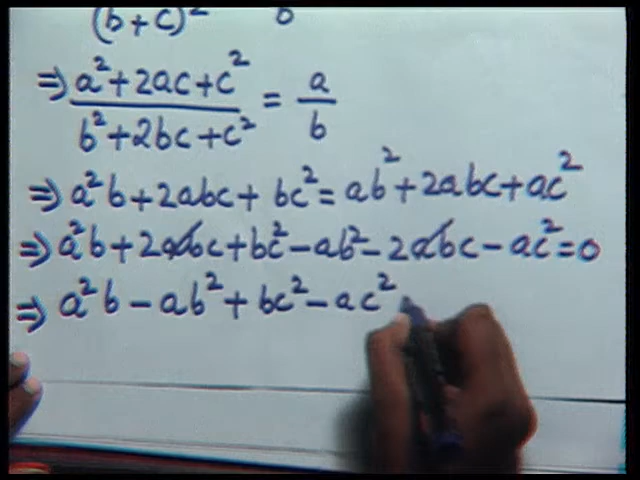 (b+c)² b
⇒ a²+2ac+c² / b²+2bc+c² = a / b
⇒ a²b+2abc+bc²=ab²+2abc+ac²
⇒ a²b+2abc+bc²-ab²-2abc-ac²=0
⇒ a²b-ab²+bc²-ac²